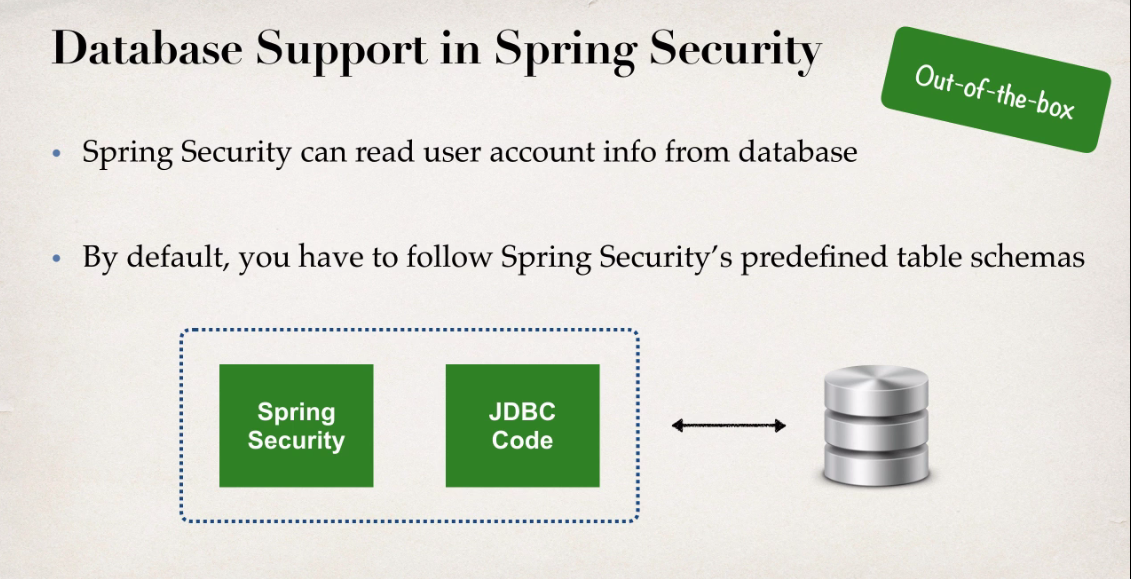 Database Support in Spring Security
Out-of-the-box
• Spring Security can read user account info from database
• By default, you have to follow Spring Security’s predefined table schemas
Spring
Security
JDBC
Code